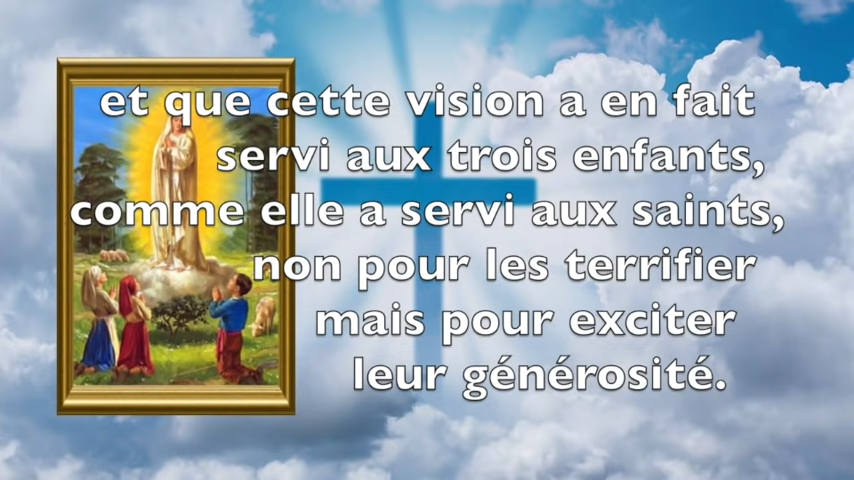 et que cette vision a en fait
servi aux trois enfants,
comme elle a servi aux saints,
non pour les terrifier
mais pour exciter
leur générosité.